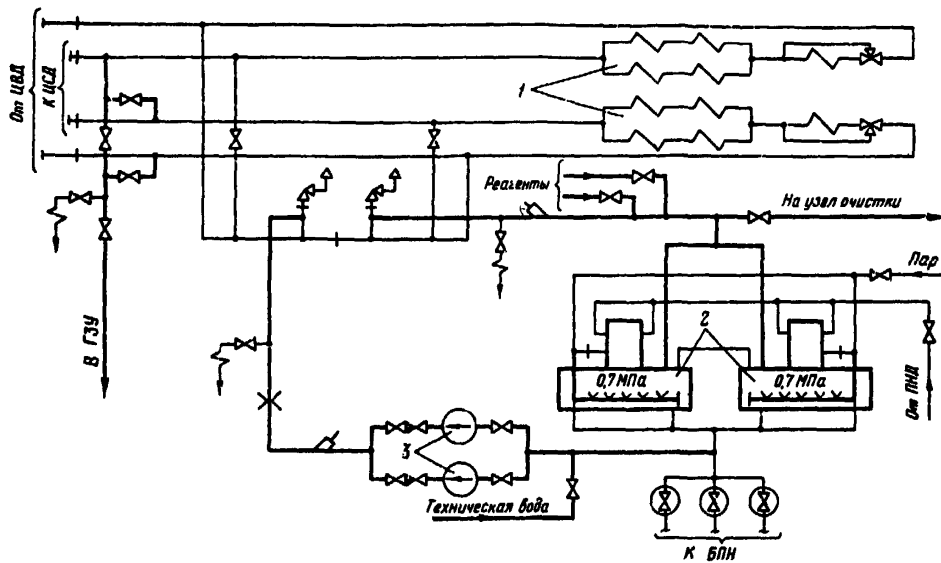 От ЦВД
К ЦСД
1
Реагенты
На узел очистки
Пар
2
0,7 МПа
0,7 МПа
От ПНД
В ГЗУ
3
Техническая вода
К БПН